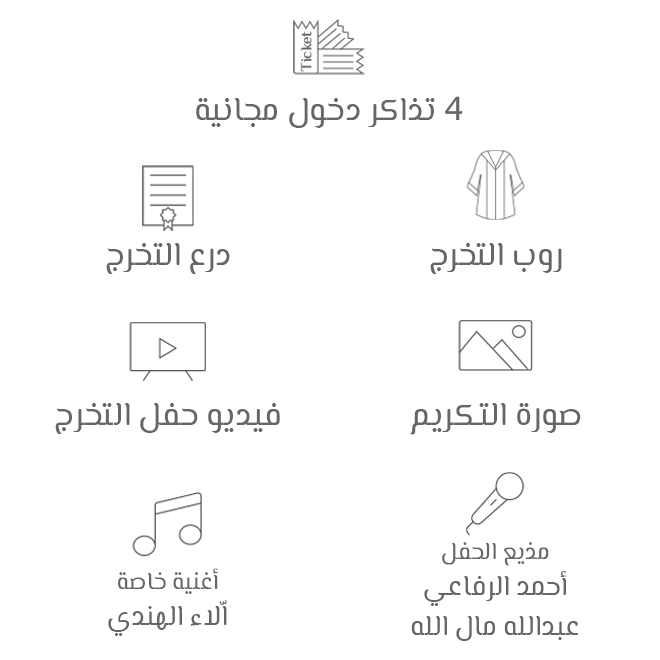 Ticket
4 تذاكر دخول مجانية
روب التخرج
درع التخرج
صورة التكريم
فيديو حفل التخرج
مذيع الحفل
أحمد الرفاعي
عبدالله مال الله
أغنية خاصة
آلاء الهندي